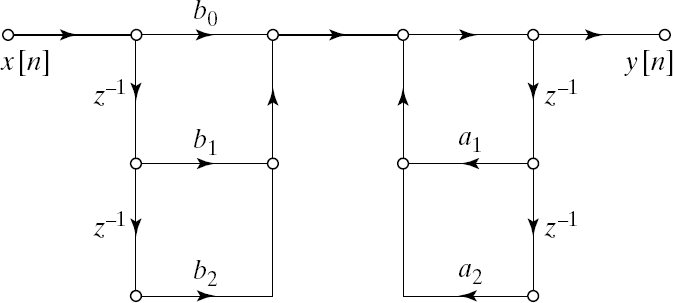 b₀
x[n] y[n]
z⁻¹ z⁻¹
b₁ a₁
z⁻¹ z⁻¹
b₂ a₂